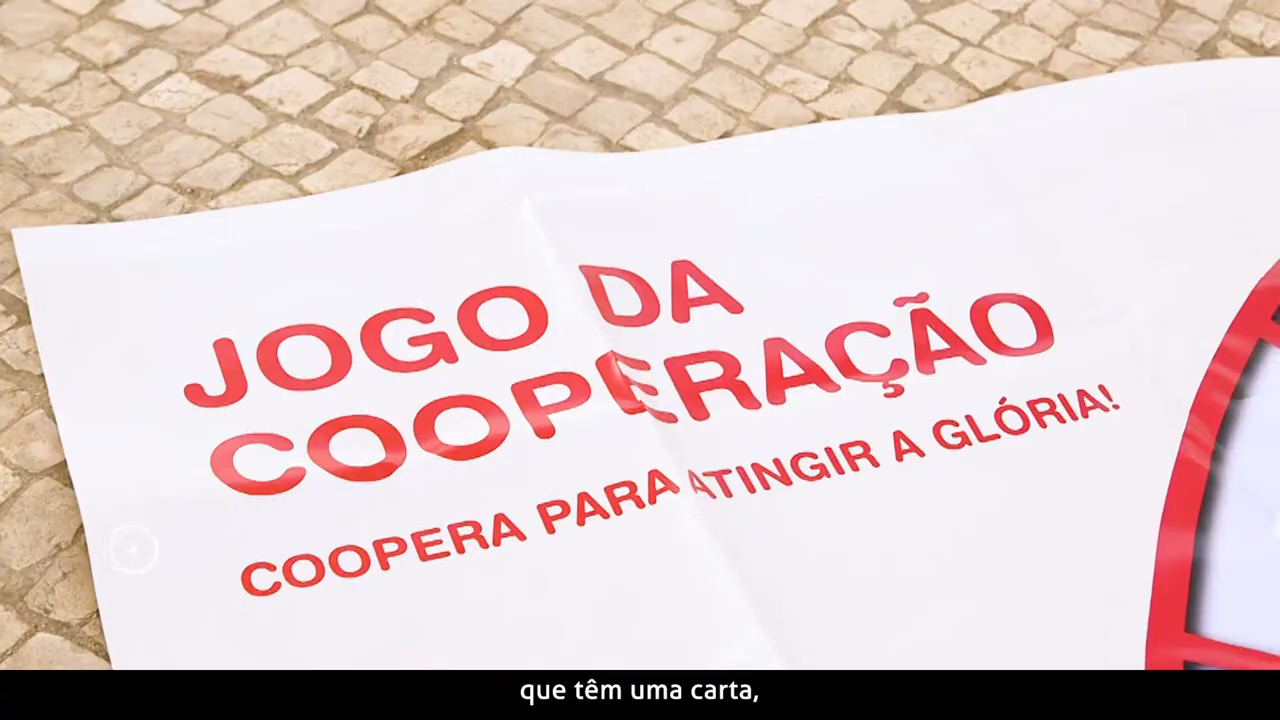 JOGO DA
COOPERAÇÃO
COOPERA PARA ATINGIR A GLÓRIA!
que têm uma carta,